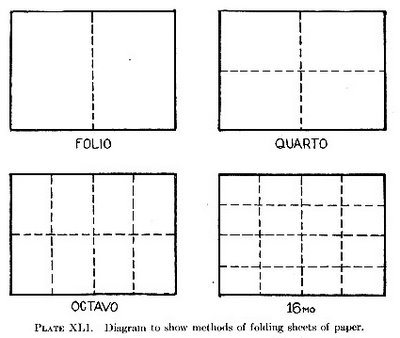 FOLIO
QUARTO
OCTAVO
16MO
PLATE XLI. Diagram to show methods of folding sheets of paper.